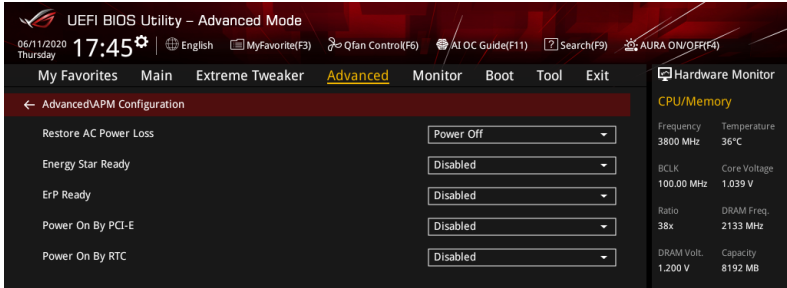 UEFI BIOS Utility – Advanced Mode
06/11/2020 Thursday 17:45 English MyFavorite(F3) Qfan Control(F6) AI OC Guide(F11) ? Search(F9) AURA ON/OFF(F4)
My Favorites Main Extreme Tweaker Advanced Monitor Boot Tool Exit
← Advanced\APM Configuration
Restore AC Power Loss Power Off
Energy Star Ready Disabled
ErP Ready Disabled
Power On By PCI-E Disabled
Power On By RTC Disabled
Hardware Monitor
CPU/Memory
Frequency Temperature
3800 MHz 36°C
BCLK Core Voltage
100.00 MHz 1.039 V
Ratio DRAM Freq.
38x 2133 MHz
DRAM Volt. Capacity
1.200 V 8192 MB